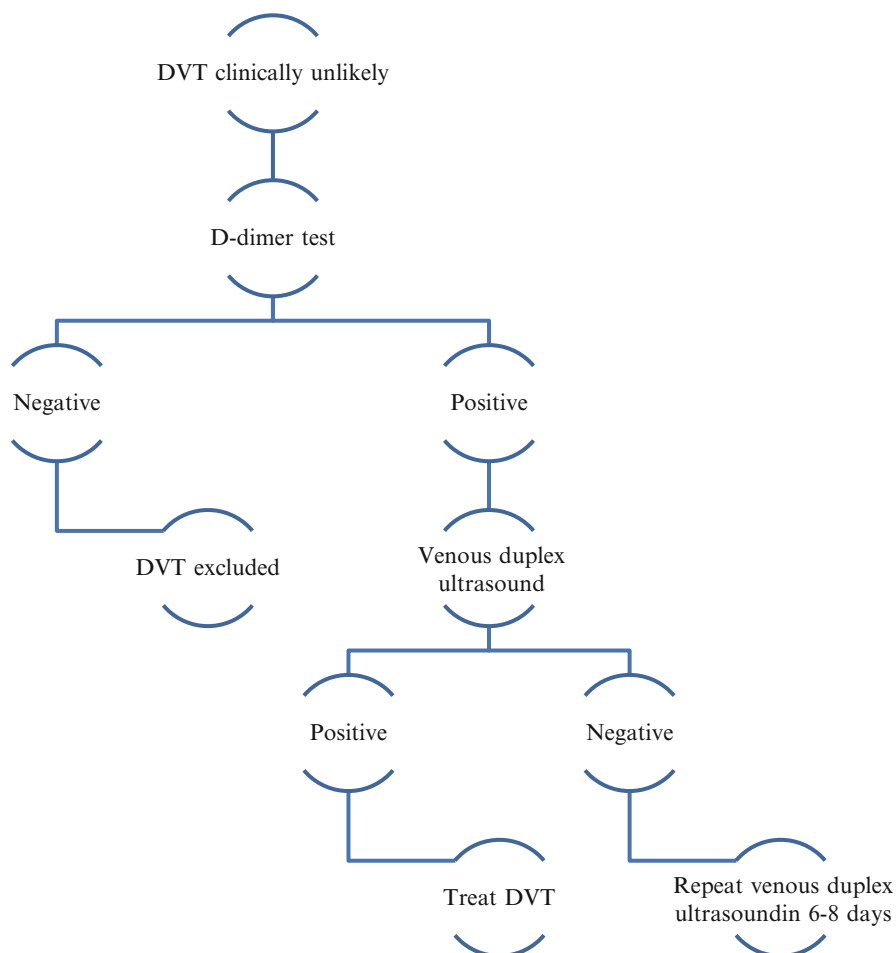 DVT clinically unlikely
D-dimer test
Negative
Positive
DVT excluded
Venous duplex
ultrasound
Positive
Negative
Treat DVT
Repeat venous duplex
ultrasoundin 6-8 days